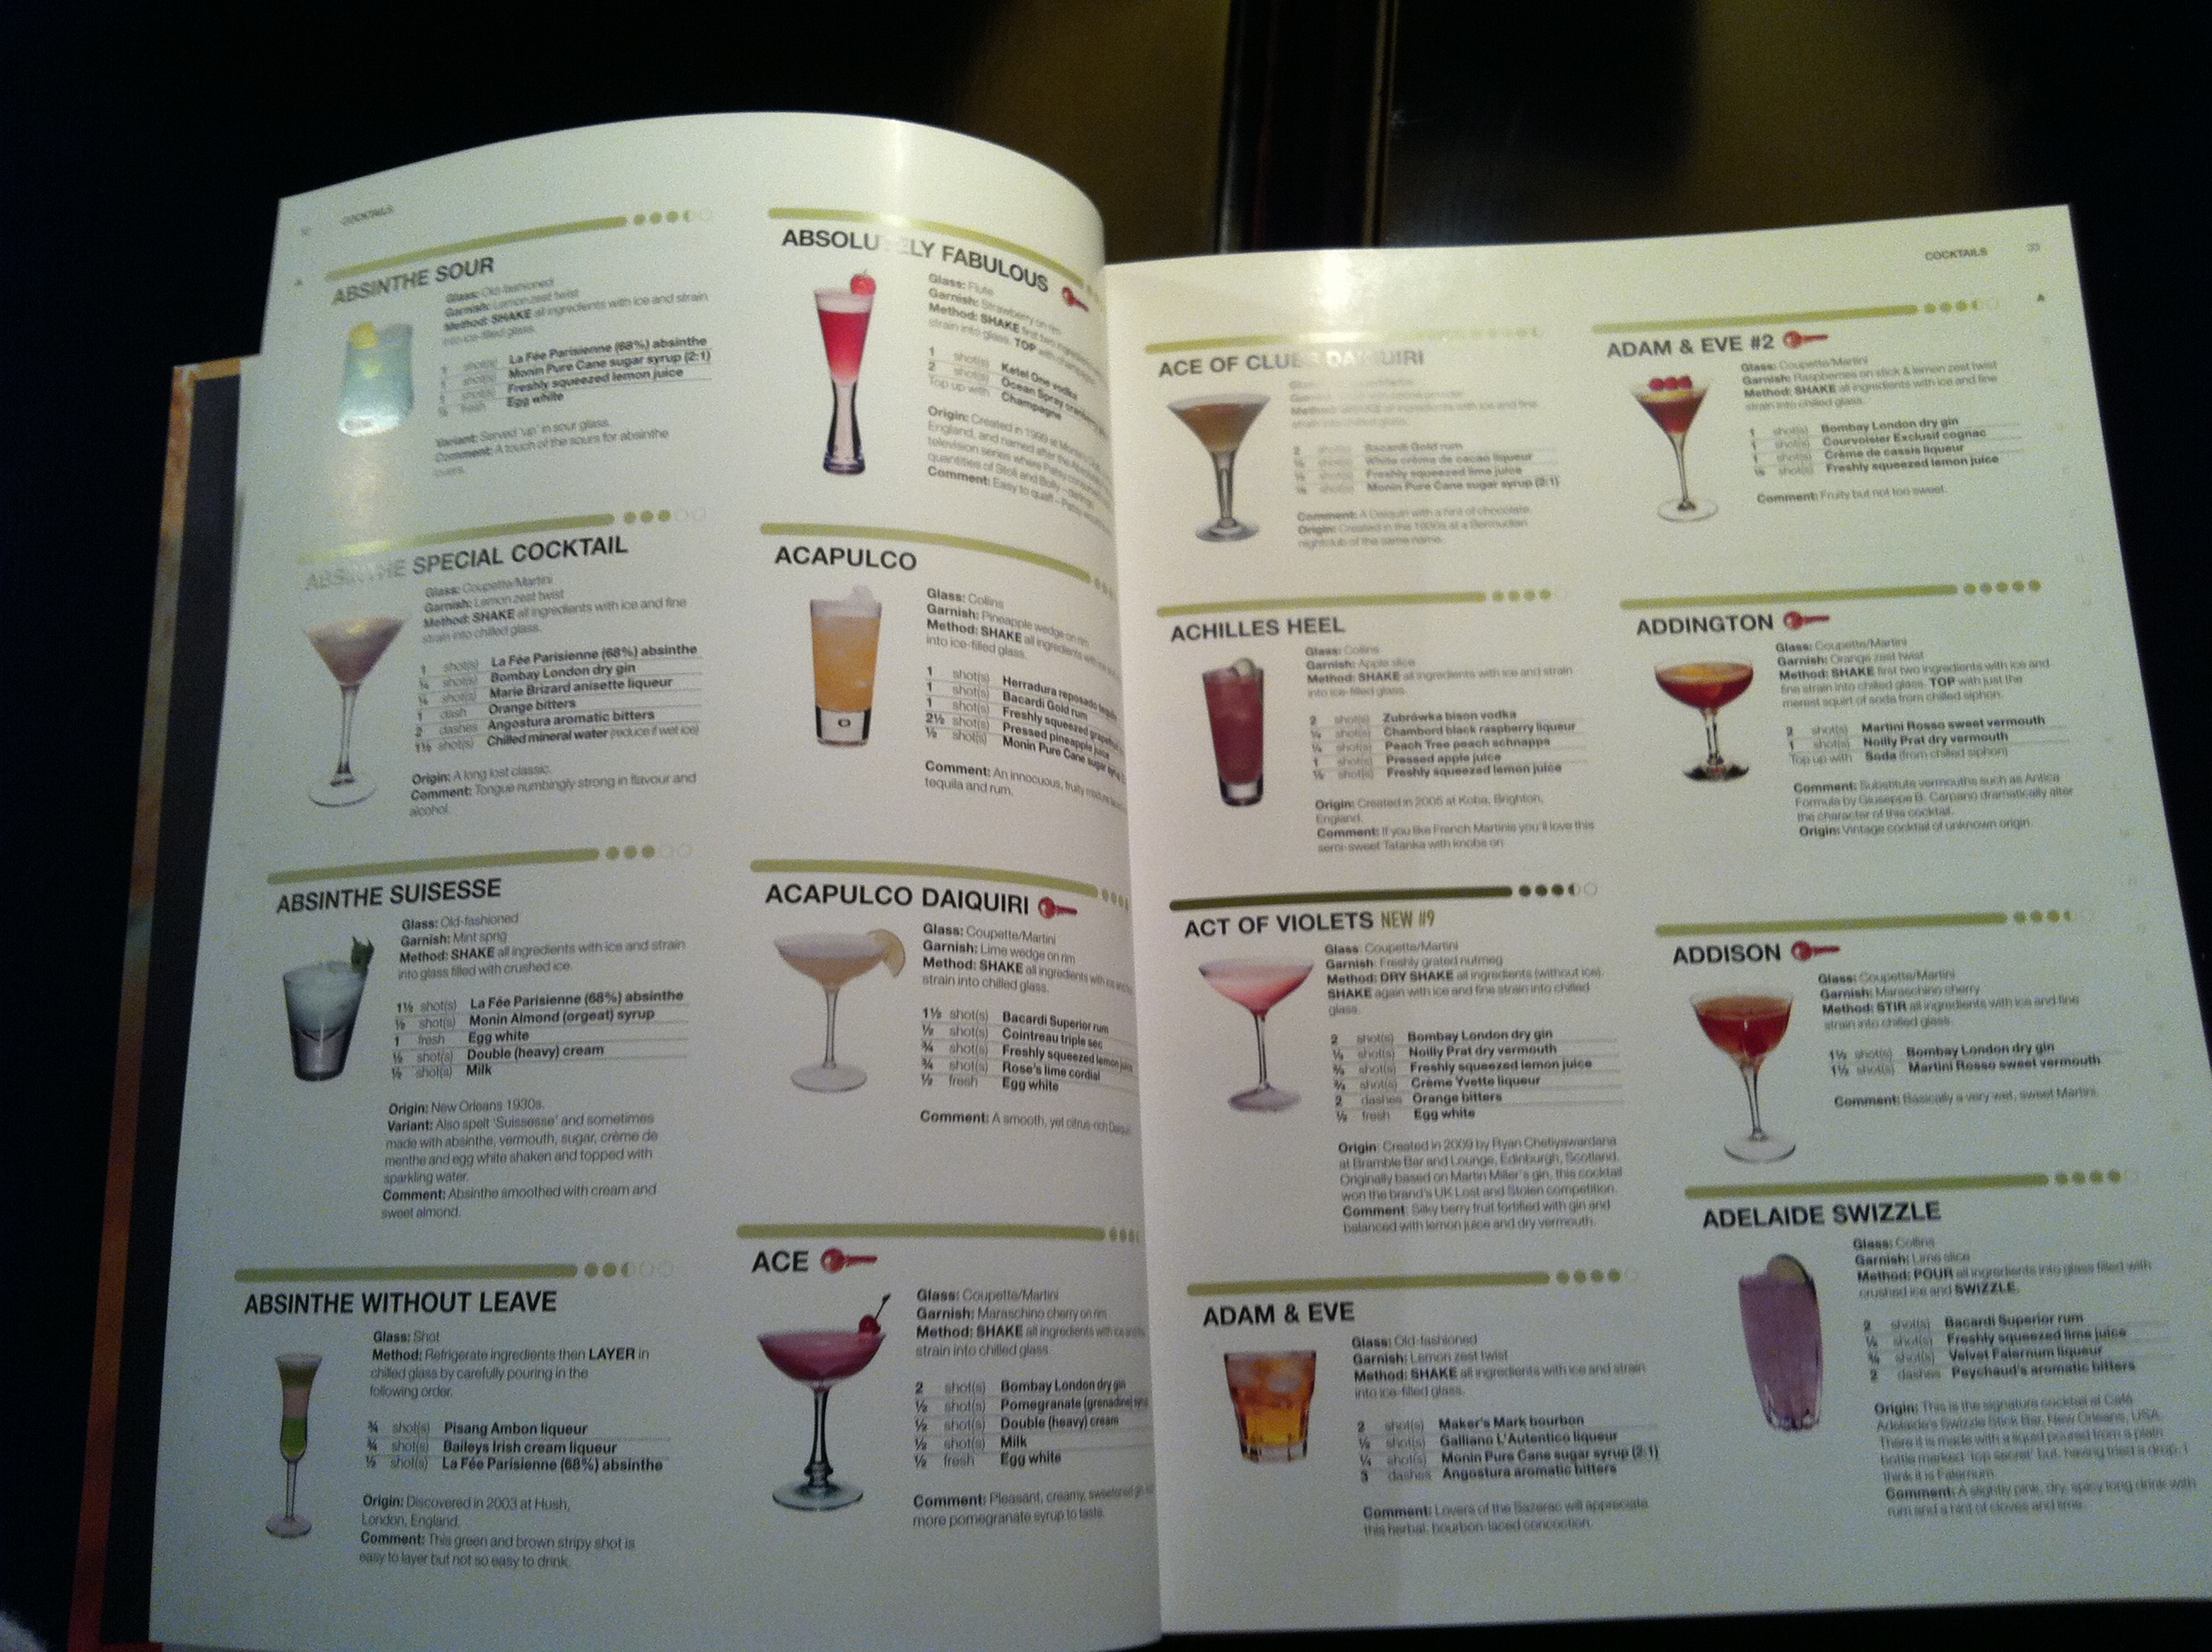 COCKTAILS
ABSINTHE SOUR
Glass: Old-fashioned
Garnish: Lemon zest twist
Method: SHAKE all ingredients with ice and strain
into ice-filled glass.
1 shot(s) La Fée Parisienne (68%) absinthe
1 shot(s) Monin Pure Cane sugar syrup (2:1)
1 shot(s) Freshly squeezed lemon juice
½ fresh Egg white
Variant: Served 'up' in sour glass.
Comment: A touch of the sours for absinthe
lovers.
ABSINTHE SPECIAL COCKTAIL
Glass: Coupette/Martini
Garnish: Lemon zest twist
Method: SHAKE all ingredients with ice and fine
strain into chilled glass.
1 shot(s) La Fée Parisienne (68%) absinthe
shot(s) Bombay London dry gin
shot(s) Marie Brizard anisette liqueur
1 dash Orange bitters
2 dashes Angostura aromatic bitters
1½ shot(s) Chilled mineral water (reduce if wet ice)
Origin: A long lost classic.
Comment: Tongue numbingly strong in flavour and
alcohol.
ABSINTHE SUISESSE
Glass: Old-fashioned
Garnish: Mint sprig
Method: SHAKE all ingredients with ice and strain
into glass filled with crushed ice.
1½ shot(s) La Fée Parisienne (68%) absinthe
½ shot(s) Monin Almond (orgeat) syrup
1 fresh Egg white
½ shot(s) Double (heavy) cream
½ shot(s) Milk
Origin: New Orleans 1930s.
Variant: Also spelt 'Suissesse' and sometimes
made with absinthe, vermouth, sugar, crème de
menthe and egg white shaken and topped with
sparkling water.
Comment: Absinthe smoothed with cream and
sweet almond.
ABSINTHE WITHOUT LEAVE
Glass: Shot
Method: Refrigerate ingredients then LAYER in
chilled glass by carefully pouring in the
following order.
¾ shot(s) Pisang Ambon liqueur
¾ shot(s) Baileys Irish cream liqueur
½ shot(s) La Fée Parisienne (68%) absinthe
Origin: Discovered in 2003 at Hush,
London, England.
Comment: This green and brown stripy shot is
easy to layer but not so easy to drink.
ABSOLUTELY FABULOUS
Glass: Flute
Garnish: Strawberry on rim
Method: SHAKE first two ingredients
strain into glass. TOP with champagne
1 shot(s) Ketel One vodka
2 shot(s) Ocean Spray
Top up with Champagne
Origin: Created in 1999 at
England, and named after the
television series where Patsy consumed
quantities of Stoli and Bolly
Comment: Easy to quaff
ACAPULCO
Glass: Collins
Garnish: Pineapple wedge on rim
Method: SHAKE all ingredients with
into ice-filled glass.
1 shot(s) Herradura reposado tequila
1 shot(s) Bacardi Gold rum
1 shot(s) Freshly squeezed
2½ shot(s) Pressed pineapple juice
½ shot(s) Monin Pure Cane sugar
Comment: An innocuous, fruity mixture
tequila and rum.
ACAPULCO DAIQUIRI
Glass: Coupette/Martini
Garnish: Lime wedge on rim
Method: SHAKE all ingredients with
strain into chilled glass.
1½ shot(s) Bacardi Superior rum
½ shot(s) Cointreau triple sec
¾ shot(s) Freshly squeezed lemon juice
¾ shot(s) Rose's lime cordial
½ fresh Egg white
Comment: A smooth, yet citrus-rich
ACE
Glass: Coupette/Martini
Garnish: Maraschino cherry on rim
Method: SHAKE all ingredients with
strain into chilled glass.
2 shot(s) Bombay London dry gin
½ shot(s) Pomegranate (grenadine)
½ shot(s) Double (heavy) cream
½ shot(s) Milk
½ fresh Egg white
Comment: Pleasant, creamy, sweetened
more pomegranate syrup to taste.
COCKTAILS 33
A
ACE OF CLUBS DAIQUIRI
all ingredients with ice and fine
strain into chilled glass.
2 shot(s) Bacardi Gold rum
shot(s) White crème de cacao liqueur
shot(s) Freshly squeezed lime juice
shot(s) Monin Pure Cane sugar syrup (2:1)
Comment: A Daiquiri with a hint of chocolate.
Origin: Created in the 1930s at a Bermudian
nightclub of the same name.
ACHILLES HEEL
Glass: Collins
Garnish: Apple slice
Method: SHAKE all ingredients with ice and strain
into ice-filled glass.
2 shot(s) Zubrówka bison vodka
¼ shot(s) Chambord black raspberry liqueur
¼ shot(s) Peach Tree peach schnapps
1 shot(s) Pressed apple juice
½ shot(s) Freshly squeezed lemon juice
Origin: Created in 2005 at Koba, Brighton,
England.
Comment: If you like French Martinis you'll love this
semi-sweet Tatanka with knobs on.
ACT OF VIOLETS NEW #9
Glass: Coupette/Martini
Garnish: Freshly grated nutmeg
Method: DRY SHAKE all ingredients (without ice).
SHAKE again with ice and fine strain into chilled
glass.
2 shot(s) Bombay London dry gin
shot(s) Noilly Prat dry vermouth
shot(s) Freshly squeezed lemon juice
shot(s) Crème Yvette liqueur
2 dashes Orange bitters
½ fresh Egg white
Origin: Created in 2009 by Ryan Chetiyawardana
at Bramble Bar and Lounge, Edinburgh, Scotland.
Originally based on Martin Miller's gin, this cocktail
won the brand's UK Lost and Stolen competition.
Comment: Silky berry fruit fortified with gin and
balanced with lemon juice and dry vermouth.
ADAM & EVE
Glass: Old-fashioned
Garnish: Lemon zest twist
Method: SHAKE all ingredients with ice and strain
into ice-filled glass.
2 shot(s) Maker's Mark bourbon
½ shot(s) Galliano L'Autentico liqueur
¼ shot(s) Monin Pure Cane sugar syrup (2:1)
3 dashes Angostura aromatic bitters
Comment: Lovers of the Sazerac will appreciate
this herbal, bourbon-laced concoction.
ADAM & EVE #2
Glass: Coupette/Martini
Garnish: Raspberries on stick & lemon zest twist
Method: SHAKE all ingredients with ice and fine
strain into chilled glass.
1 shot(s) Bombay London dry gin
1 shot(s) Courvoisier Exclusif cognac
1 shot(s) Crème de cassis liqueur
shot(s) Freshly squeezed lemon juice
Comment: Fruity but not too sweet.
ADDINGTON
Glass: Coupette/Martini
Garnish: Orange zest twist
Method: SHAKE first two ingredients with ice and
fine strain into chilled glass. TOP with just the
merest squirt of soda from chilled siphon.
2 shot(s) Martini Rosso sweet vermouth
1 shot(s) Noilly Prat dry vermouth
Top up with Soda (from chilled siphon)
Comment: Substitute vermouths such as Antica
Formula by Giuseppe B. Carpano dramatically alter
the character of this cocktail.
Origin: Vintage cocktail of unknown origin.
ADDISON
Glass: Coupette/Martini
Garnish: Maraschino cherry
Method: STIR all ingredients with ice and fine
strain into chilled glass.
1½ shot(s) Bombay London dry gin
1½ shot(s) Martini Rosso sweet vermouth
Comment: Basically a very wet, sweet Martini.
ADELAIDE SWIZZLE
Glass: Collins
Garnish: Lime slice
Method: POUR all ingredients into glass filled with
crushed ice and SWIZZLE.
2 shot(s) Bacardi Superior rum
shot(s) Freshly squeezed lime juice
shot(s) Velvet Falernum liqueur
2 dashes Peychaud's aromatic bitters
Origin: This is the signature cocktail at Café
Adelaide's Swizzle Stick Bar, New Orleans, USA.
There it is made with a liquid poured from a plain
bottle marked 'top secret' but, having tried a drop, I
think it is Falernum.
Comment: A slightly pink, dry, spicy long drink with
rum and a hint of cloves and lime.